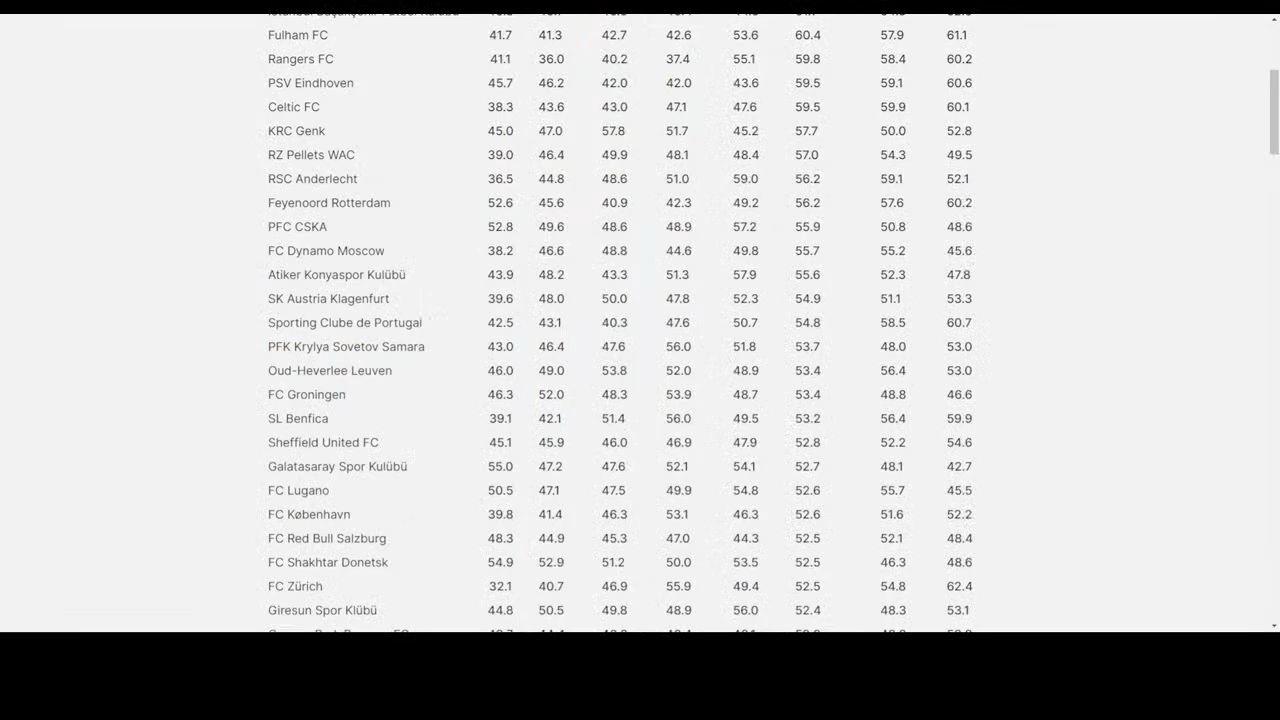 Fulham FC 41.7 41.3 42.7 42.6 53.6 60.4 57.9 61.1
Rangers FC 41.1 36.0 40.2 37.4 55.1 59.8 58.4 60.2
PSV Eindhoven 45.7 46.2 42.0 42.0 43.6 59.5 59.1 60.6
Celtic FC 38.3 43.6 43.0 47.1 47.6 59.5 59.9 60.1
KRC Genk 45.0 47.0 57.8 51.7 45.2 57.7 50.0 52.8
RZ Pellets WAC 39.0 46.4 49.9 48.1 48.4 57.0 54.3 49.5
RSC Anderlecht 36.5 44.8 48.6 51.0 59.0 56.2 59.1 52.1
Feyenoord Rotterdam 52.6 45.6 40.9 42.3 49.2 56.2 57.6 60.2
PFC CSKA 52.8 49.6 48.6 48.9 57.2 55.9 50.8 48.6
FC Dynamo Moscow 38.2 46.6 48.8 44.6 49.8 55.7 55.2 45.6
Atiker Konyaspor Kulübü 43.9 48.2 43.3 51.3 57.9 55.6 52.3 47.8
SK Austria Klagenfurt 39.6 48.0 50.0 47.8 52.3 54.9 51.1 53.3
Sporting Clube de Portugal 42.5 43.1 40.3 47.6 50.7 54.8 58.5 60.7
PFK Krylya Sovetov Samara 43.0 46.4 47.6 56.0 51.8 53.7 48.0 53.0
Oud-Heverlee Leuven 46.0 49.0 53.8 52.0 48.9 53.4 56.4 53.0
FC Groningen 46.3 52.0 48.3 53.9 48.7 53.4 48.8 46.6
SL Benfica 39.1 42.1 51.4 56.0 49.5 53.2 56.4 59.9
Sheffield United FC 45.1 45.9 46.0 46.9 47.9 52.8 52.2 54.6
Galatasaray Spor Kulübü 55.0 47.2 47.6 52.1 54.1 52.7 48.1 42.7
FC Lugano 50.5 47.1 47.5 49.9 54.8 52.6 55.7 45.5
FC København 39.8 41.4 46.3 53.1 46.3 52.6 51.6 52.2
FC Red Bull Salzburg 48.3 44.9 45.3 47.0 44.3 52.5 52.1 48.4
FC Shakhtar Donetsk 54.9 52.9 51.2 50.0 53.5 52.5 46.3 48.6
FC Zürich 32.1 40.7 46.9 55.9 49.4 52.5 54.8 62.4
Giresun Spor Klübü 44.8 50.5 49.8 48.9 56.0 52.4 48.3 53.1